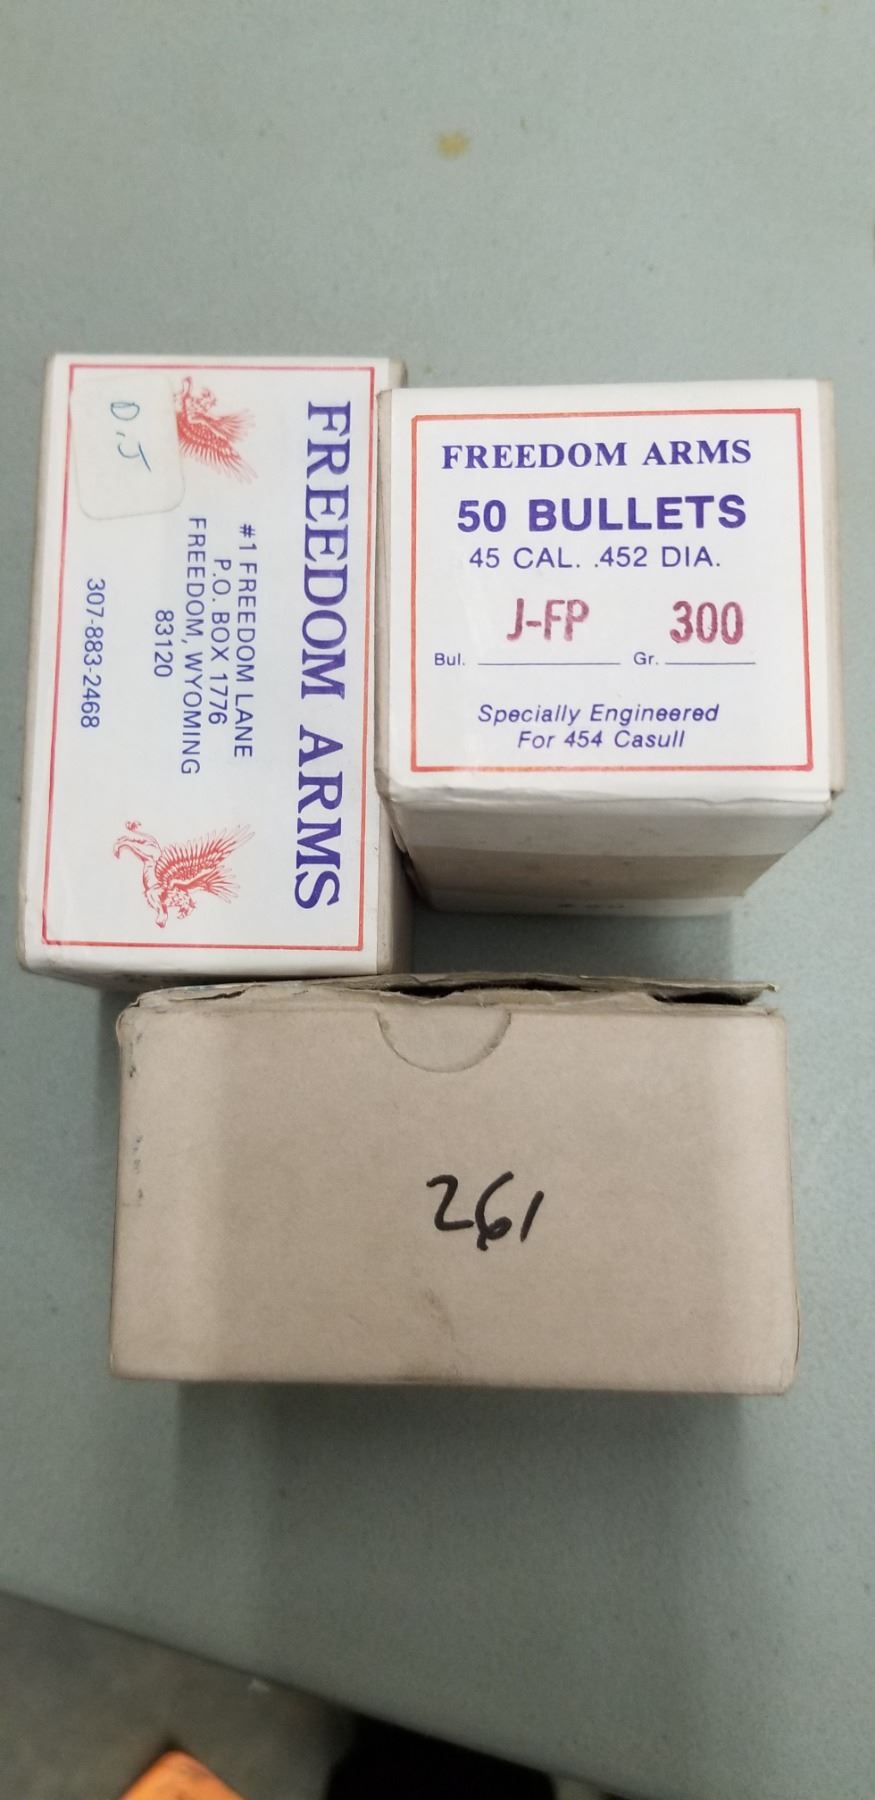 FREEDOM ARMS
#1 FREEDOM LANE
P.O. BOX 1776
FREEDOM, WYOMING
83120
307-883-2468
D.J
FREEDOM ARMS
50 BULLETS
45 CAL. .452 DIA.
J-FP 300
Bul. Gr.
Specially Engineered
For 454 Casull
261